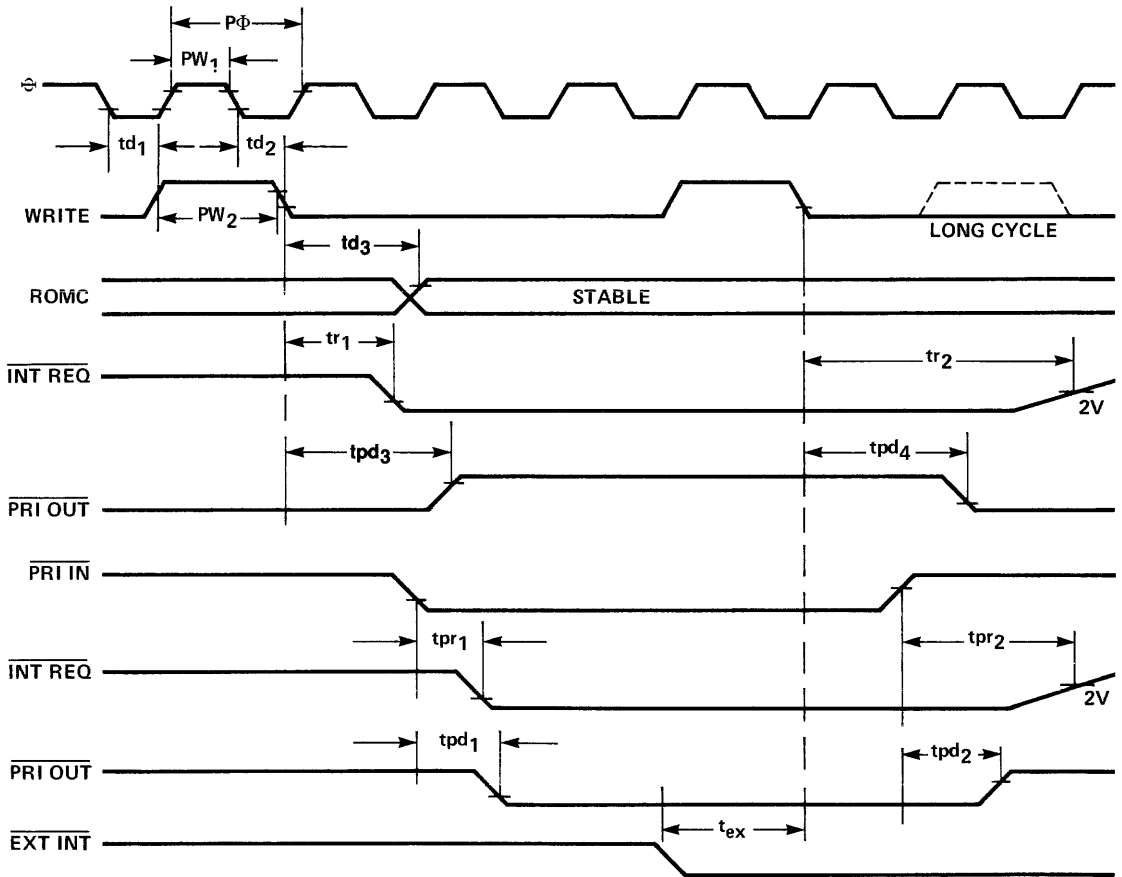 PΦ
PW1
Φ
td1
td2
WRITE
PW2
LONG CYCLE
td3
ROMC
STABLE
tr1
tr2
INT REQ
2V
tpd3
tpd4
PRI OUT
PRI IN
tpr1
tpr2
INT REQ
2V
tpd1
tpd2
PRI OUT
tex
EXT INT